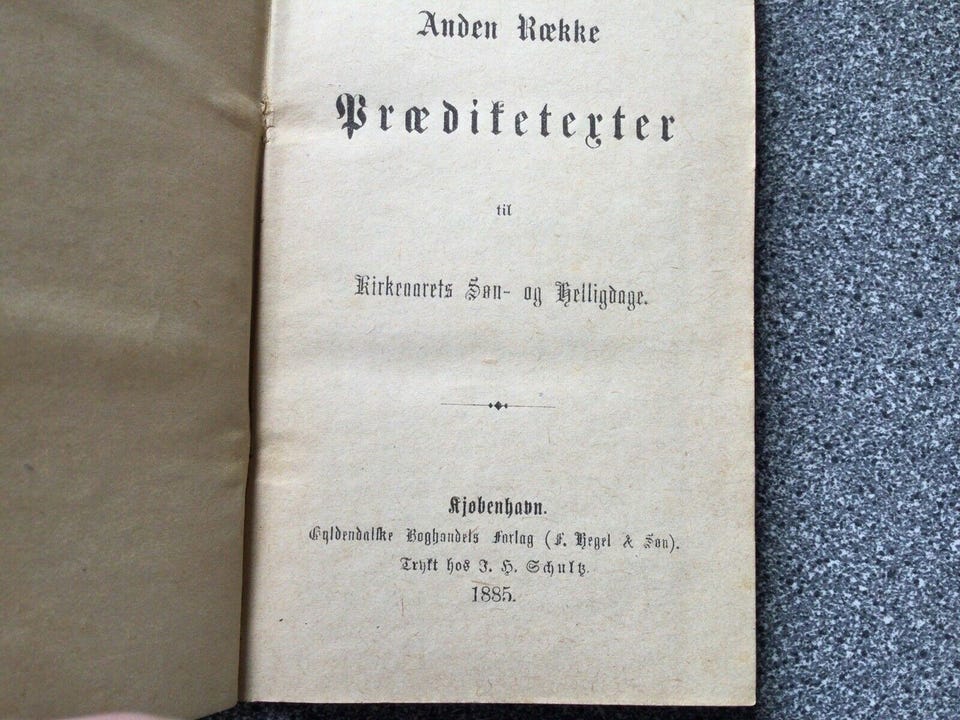 Anden Række
Prædiketexter
til
Kirkeaarets Søn- og Helligdage.
Kjøbenhavn.
Gyldendalske Boghandels Forlag (F. Hegel & Søn).
Trykt hos J. H. Schultz.
1885.